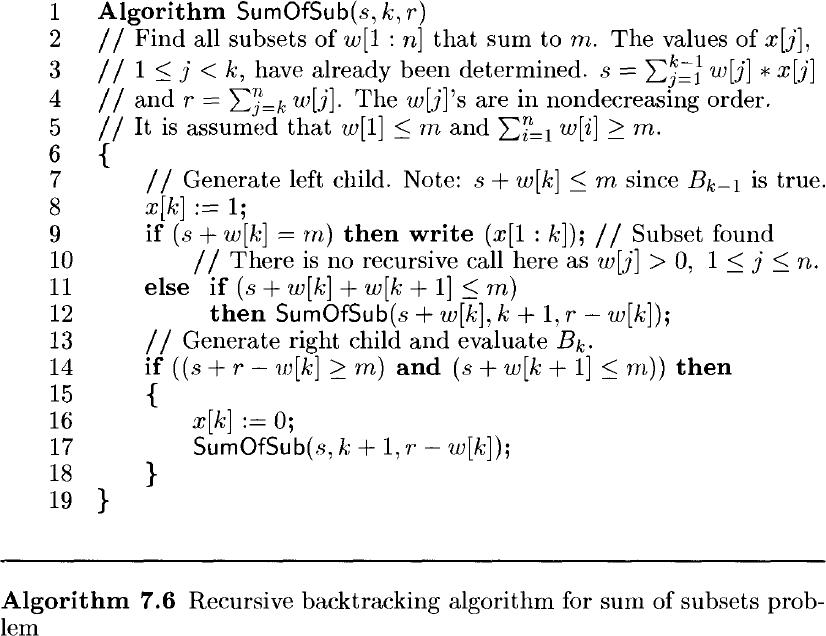 1 Algorithm SumOfSub(s, k, r)
2 // Find all subsets of w[1 : n] that sum to m. The values of x[j],
3 // 1 ≤ j < k, have already been determined. s = ∑_{j=1}^{k−1} w[j] ∗ x[j]
4 // and r = ∑_{j=k}^{n} w[j]. The w[j]'s are in nondecreasing order.
5 // It is assumed that w[1] ≤ m and ∑_{i=1}^{n} w[i] ≥ m.
6 {
7 // Generate left child. Note: s + w[k] ≤ m since B_{k−1} is true.
8 x[k] := 1;
9 if (s + w[k] = m) then write (x[1 : k]); // Subset found
10 // There is no recursive call here as w[j] > 0, 1 ≤ j ≤ n.
11 else if (s + w[k] + w[k + 1] ≤ m)
12 then SumOfSub(s + w[k], k + 1, r − w[k]);
13 // Generate right child and evaluate B_k.
14 if ((s + r − w[k] ≥ m) and (s + w[k + 1] ≤ m)) then
15 {
16 x[k] := 0;
17 SumOfSub(s, k + 1, r − w[k]);
18 }
19 }
Algorithm 7.6 Recursive backtracking algorithm for sum of subsets prob-
lem